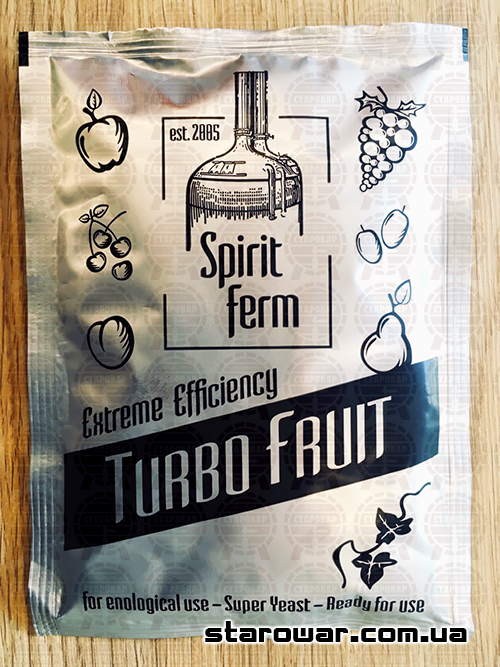 est. 2005
Spirit
ferm
Extreme Efficiency
TURBO FRUIT
for enological use – Super Yeast – Ready for use
starowar.com.ua